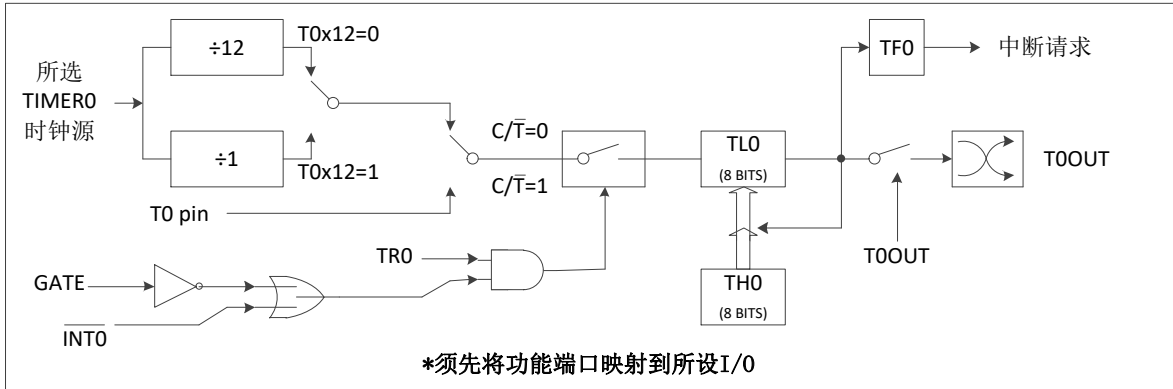 ÷12
T0x12=0
所选
TIMER0
时钟源
÷1
T0x12=1
T0 pin
C/T̅=0
C/T̅=1
TL0
(8 BITS)
TF0
中断请求
T0OUT
T0OUT
TR0
TH0
(8 BITS)
GATE
I̅N̅T̅0̅
*须先将功能端口映射到所设I/O